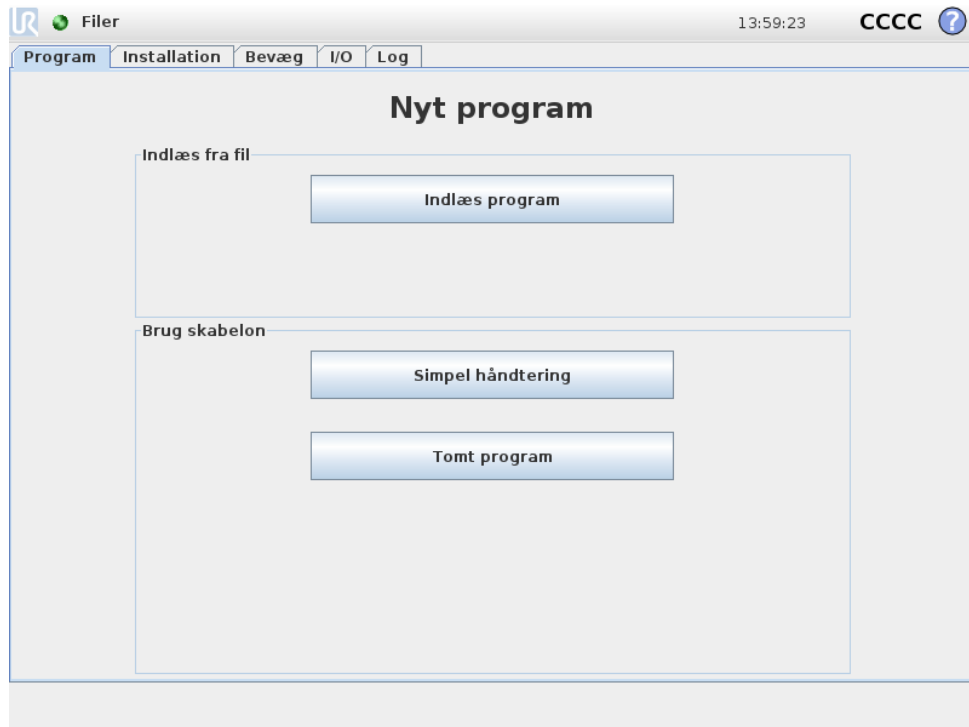 UR Filer 13:59:23 CCCC ?
Program Installation Bevæg I/O Log
Nyt program
Indlæs fra fil
Indlæs program
Brug skabelon
Simpel håndtering
Tomt program